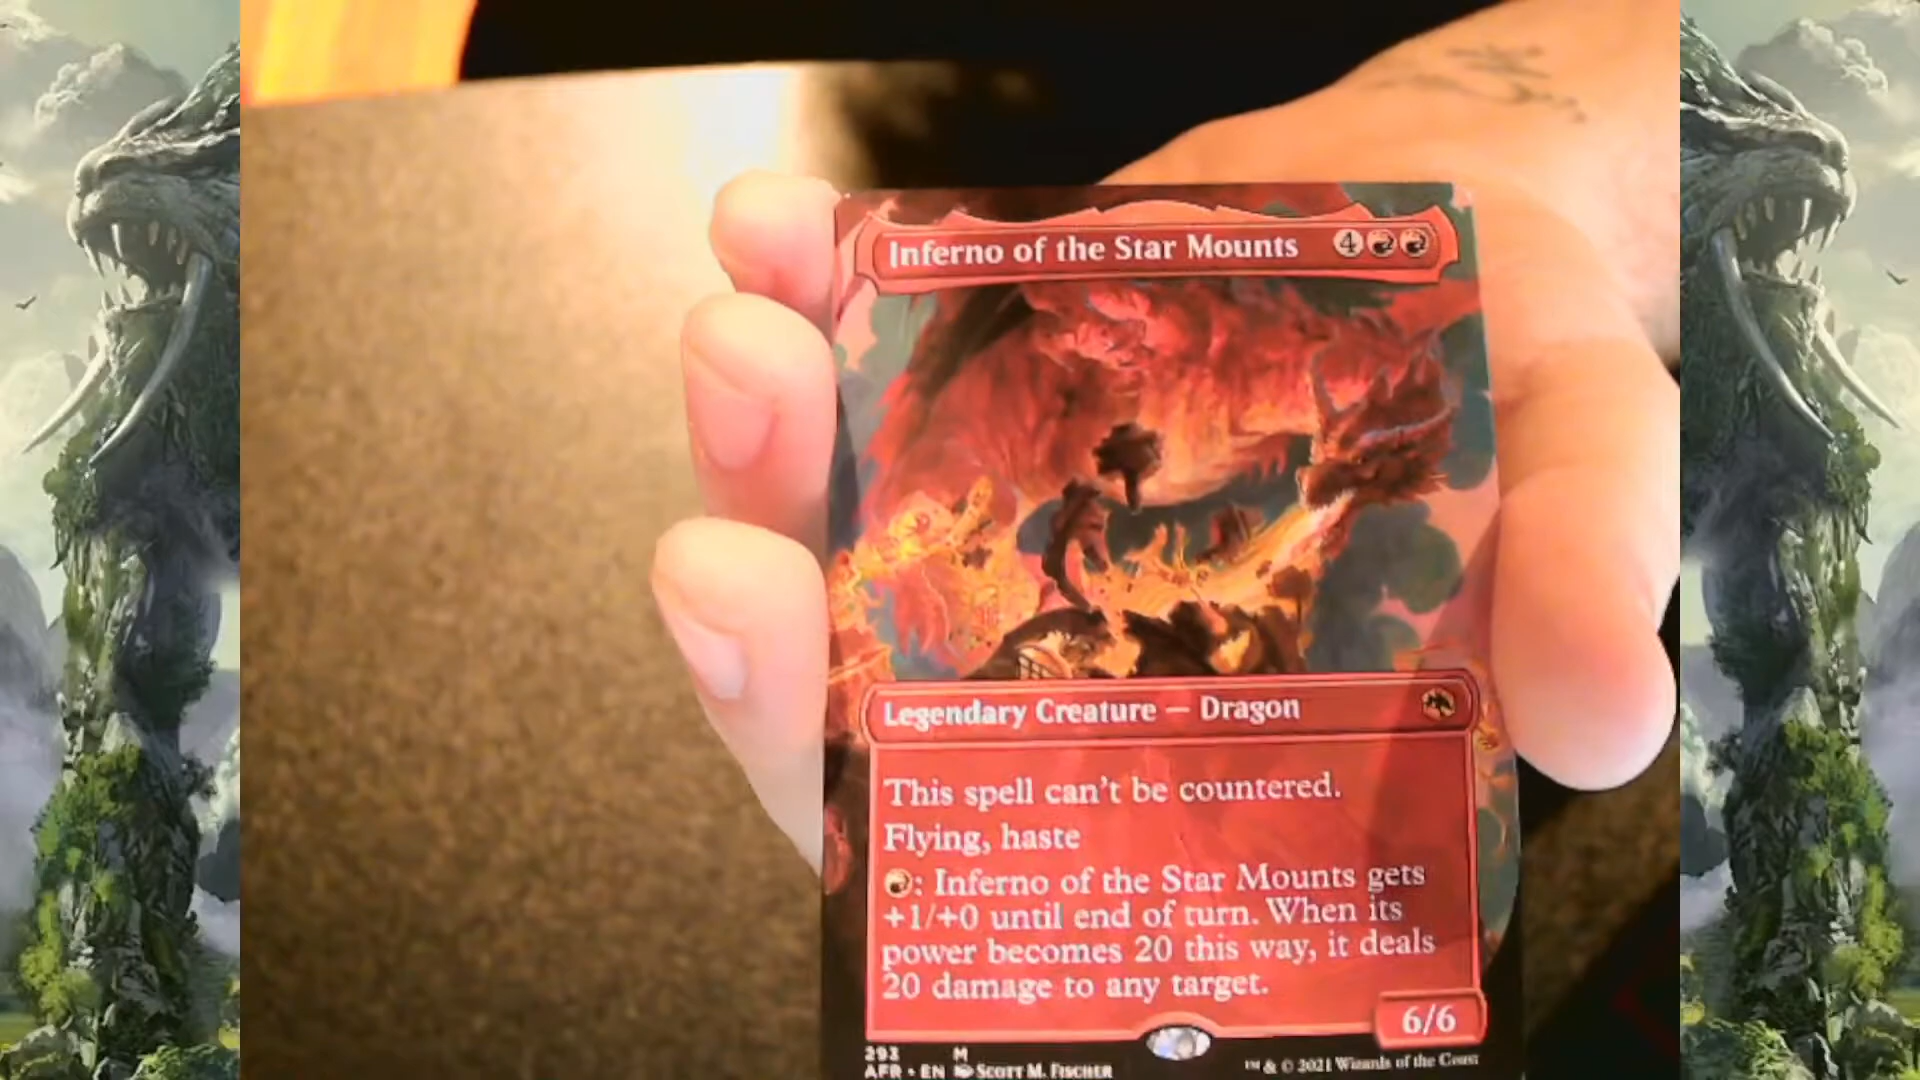 Inferno of the Star Mounts 4
Legendary Creature — Dragon
This spell can't be countered.
Flying, haste
: Inferno of the Star Mounts gets
+1/+0 until end of turn. When its
power becomes 20 this way, it deals
20 damage to any target.
6/6
293 M
AFR • EN Scott M. Fischer
™ & © 2021 Wizards of the Coast